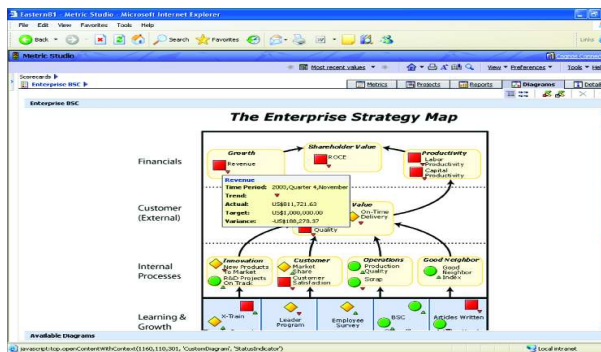 Eastern81 - Metric Studio - Microsoft Internet Explorer
File Edit View Favorites Tools Help
Back Search Favorites Links
Metric Studio
Most recent values View Preferences Tools
Scorecards
Enterprise BSC Metrics Projects Reports Diagrams
Enterprise BSC
The Enterprise Strategy Map
Financials
Growth
Revenue
Shareholder Value
ROCE
Productivity
Labor
Productivity
Capital
Productivity
Revenue
Time Period: 2000,Quarter 4,November
Trend:
Actual: US$811,721.63
Target: US$1,000,000.00
Variance: -US$188,278.37
Customer
(External)
Value
On-Time
Delivery
Quality
Internal
Processes
Innovation
New Products
To Market
R&D Projects
On Track
Customer
Market
Share
Customer
Satisfaction
Operations
Production
Quality
Scrap
Good Neighbor
Good
Neighbor
Index
Learning &
Growth
X-Train
Leader
Program
Employee
Survey
BSC
Articles Written
Available Diagrams
javascript:top.openContentWithContext(1160,110,301, 'CustomDiagram', 'StatusIndicator') Local intranet